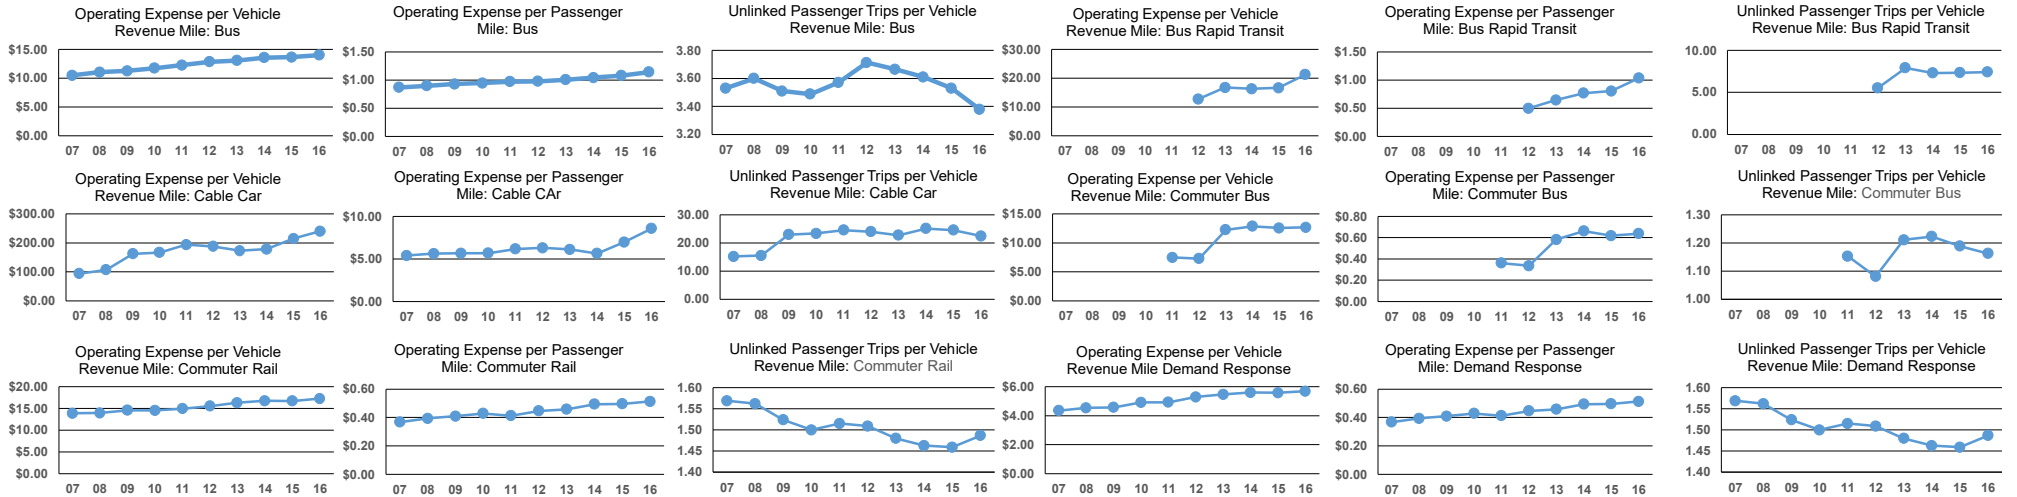 Operating Expense per Vehicle
Revenue Mile: Bus
$15.00
$10.00
$5.00
$0.00
07 08 09 10 11 12 13 14 15 16
Operating Expense per Passenger
Mile: Bus
$1.50
$1.00
$0.50
$0.00
07 08 09 10 11 12 13 14 15 16
Unlinked Passenger Trips per Vehicle
Revenue Mile: Bus
3.80
3.60
3.40
3.20
07 08 09 10 11 12 13 14 15 16
Operating Expense per Vehicle
Revenue Mile: Bus Rapid Transit
$30.00
$20.00
$10.00
$0.00
07 08 09 10 11 12 13 14 15 16
Operating Expense per Passenger
Mile: Bus Rapid Transit
$1.50
$1.00
$0.50
$0.00
07 08 09 10 11 12 13 14 15 16
Unlinked Passenger Trips per Vehicle
Revenue Mile: Bus Rapid Transit
10.00
5.00
0.00
07 08 09 10 11 12 13 14 15 16
Operating Expense per Vehicle
Revenue Mile: Cable Car
$300.00
$200.00
$100.00
$0.00
07 08 09 10 11 12 13 14 15 16
Operating Expense per Passenger
Mile: Cable CAr
$10.00
$5.00
$0.00
07 08 09 10 11 12 13 14 15 16
Unlinked Passenger Trips per Vehicle
Revenue Mile: Cable Car
30.00
20.00
10.00
0.00
07 08 09 10 11 12 13 14 15 16
Operating Expense per Vehicle
Revenue Mile: Commuter Bus
$15.00
$10.00
$5.00
$0.00
07 08 09 10 11 12 13 14 15 16
Operating Expense per Passenger
Mile: Commuter Bus
$0.80
$0.60
$0.40
$0.20
$0.00
07 08 09 10 11 12 13 14 15 16
Unlinked Passenger Trips per Vehicle
Revenue Mile: Commuter Bus
1.30
1.20
1.10
1.00
07 08 09 10 11 12 13 14 15 16
Operating Expense per Vehicle
Revenue Mile: Commuter Rail
$20.00
$15.00
$10.00
$5.00
$0.00
07 08 09 10 11 12 13 14 15 16
Operating Expense per Passenger
Mile: Commuter Rail
$0.60
$0.40
$0.20
$0.00
07 08 09 10 11 12 13 14 15 16
Unlinked Passenger Trips per Vehicle
Revenue Mile: Commuter Rail
1.60
1.55
1.50
1.45
1.40
07 08 09 10 11 12 13 14 15 16
Operating Expense per Vehicle
Revenue Mile Demand Response
$6.00
$4.00
$2.00
$0.00
07 08 09 10 11 12 13 14 15 16
Operating Expense per Passenger
Mile: Demand Response
$0.60
$0.40
$0.20
$0.00
07 08 09 10 11 12 13 14 15 16
Unlinked Passenger Trips per Vehicle
Revenue Mile: Demand Response
1.60
1.55
1.50
1.45
1.40
07 08 09 10 11 12 13 14 15 16